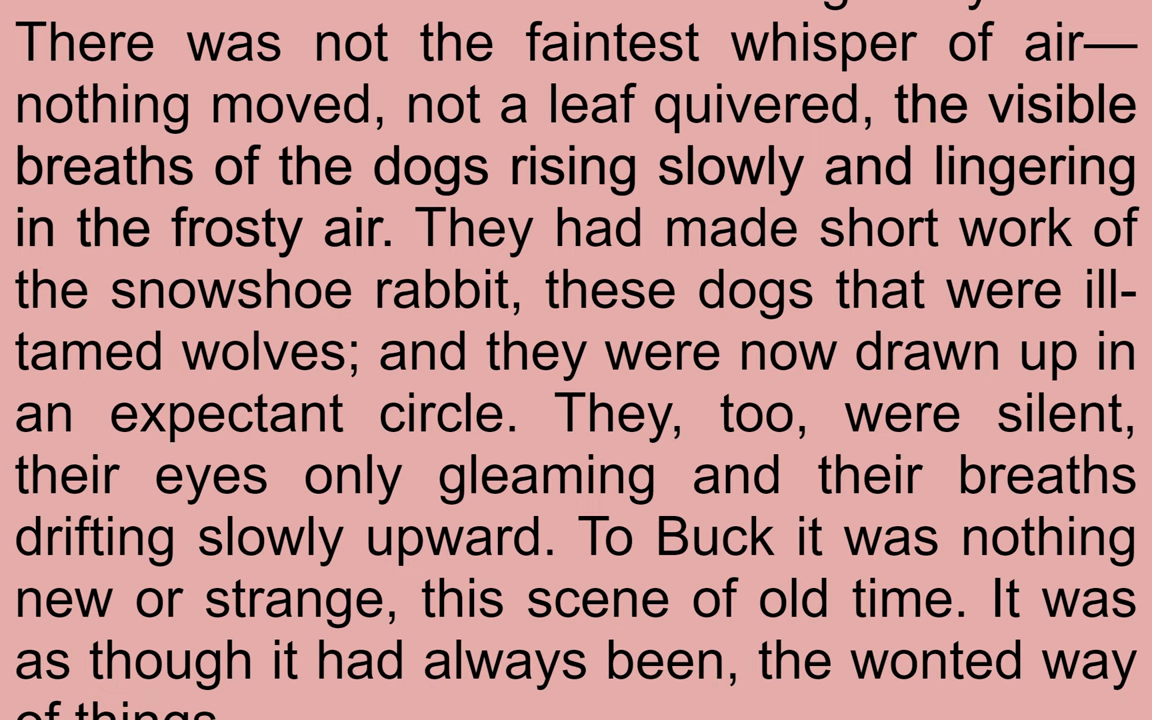 There was not the faintest whisper of air—
nothing moved, not a leaf quivered, the visible
breaths of the dogs rising slowly and lingering
in the frosty air. They had made short work of
the snowshoe rabbit, these dogs that were ill-
tamed wolves; and they were now drawn up in
an expectant circle. They, too, were silent,
their eyes only gleaming and their breaths
drifting slowly upward. To Buck it was nothing
new or strange, this scene of old time. It was
as though it had always been, the wonted way
of things.